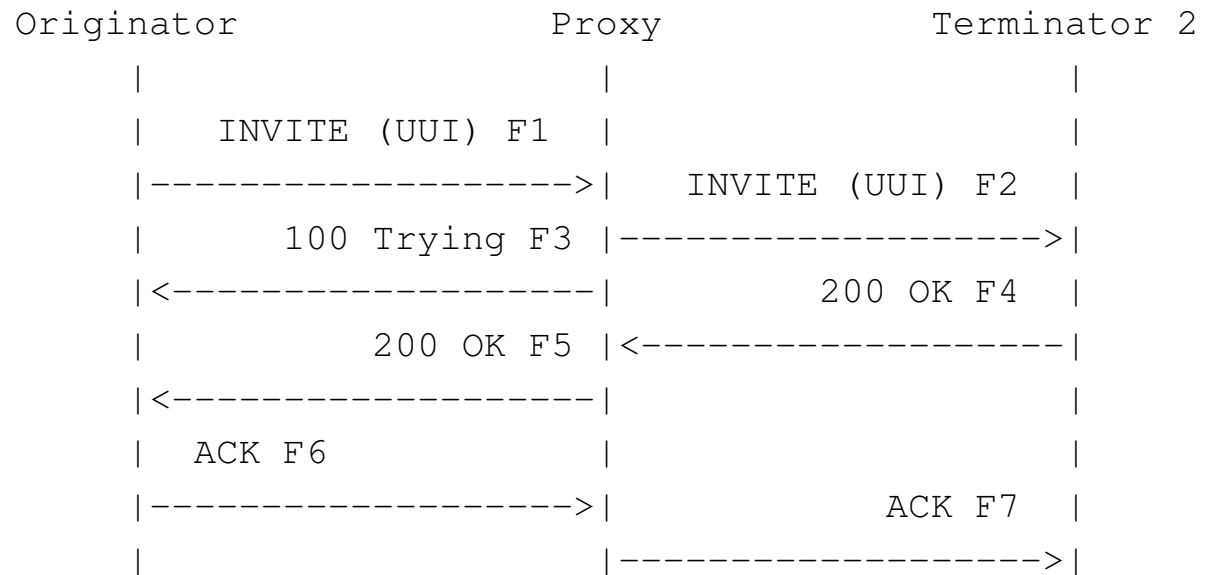 Originator                Proxy              Terminator 2
     |                      |                      |
     |   INVITE (UUI) F1    |                      |
     |--------------------->|   INVITE (UUI) F2    |
     |       100 Trying F3  |--------------------->|
     |<---------------------|          200 OK F4   |
     |           200 OK F5  |<---------------------|
     |<---------------------|                      |
     |  ACK F6              |                      |
     |--------------------->|             ACK F7   |
     |                      |--------------------->|